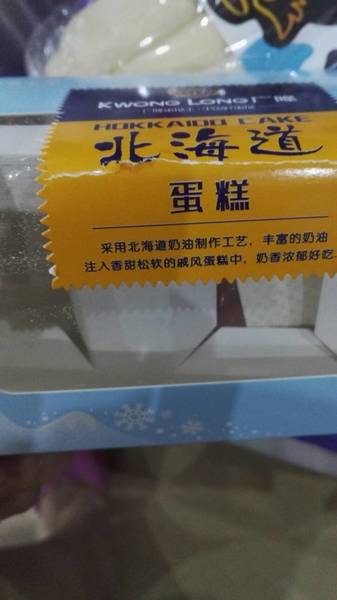 KWONG LONG 广隆
HOKKAIDO CAKE
北海道
蛋糕
采用北海道奶油制作工艺，丰富的奶油
注入香甜松软的戚风蛋糕中，奶香浓郁好吃